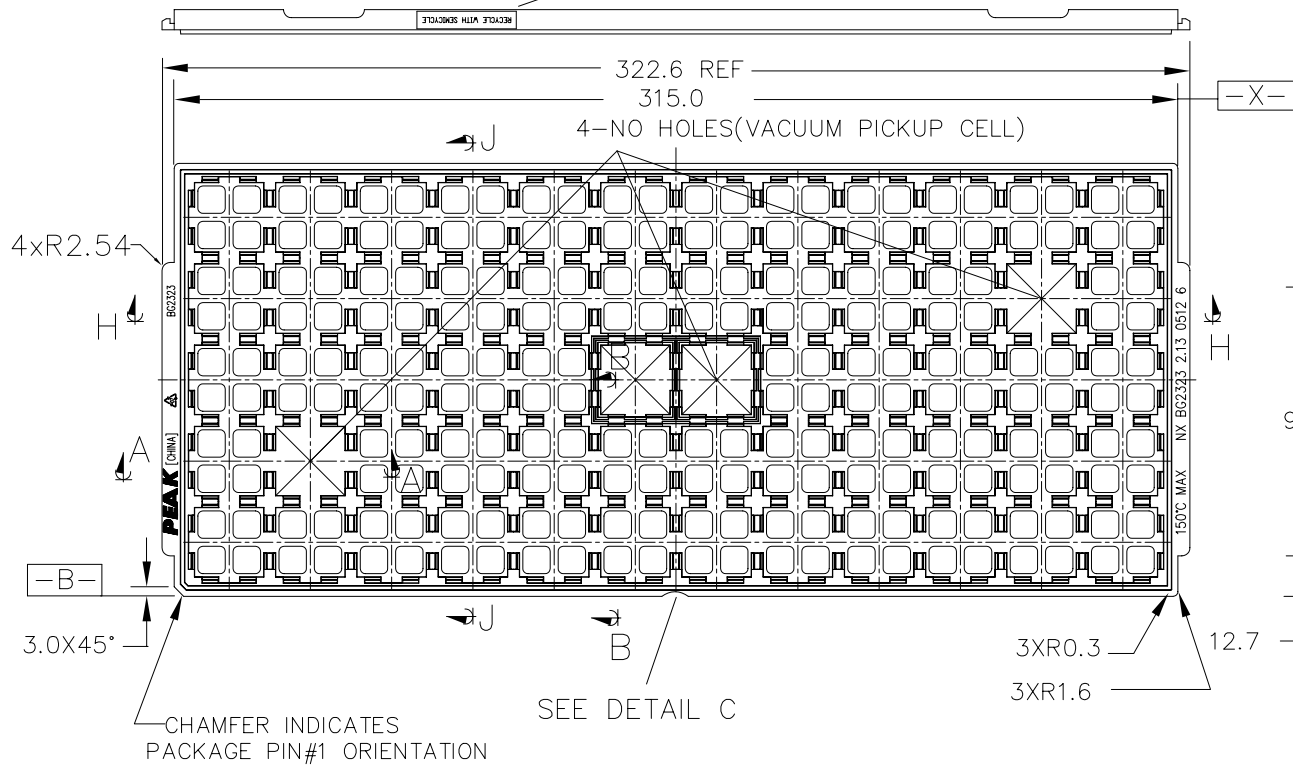 RECYCLE WITH SEMICYCLE
322.6 REF
315.0
-X-
4-NO HOLES(VACUUM PICKUP CELL)
J
4xR2.54
BG2323
H
H
B
A
A
PEAK [CHINA]
150°C MAX NX BG2323 2.13 0512 6
9
-B-
3.0X45°
J
B
3XR0.3
12.7
3XR1.6
SEE DETAIL C
CHAMFER INDICATES
PACKAGE PIN#1 ORIENTATION